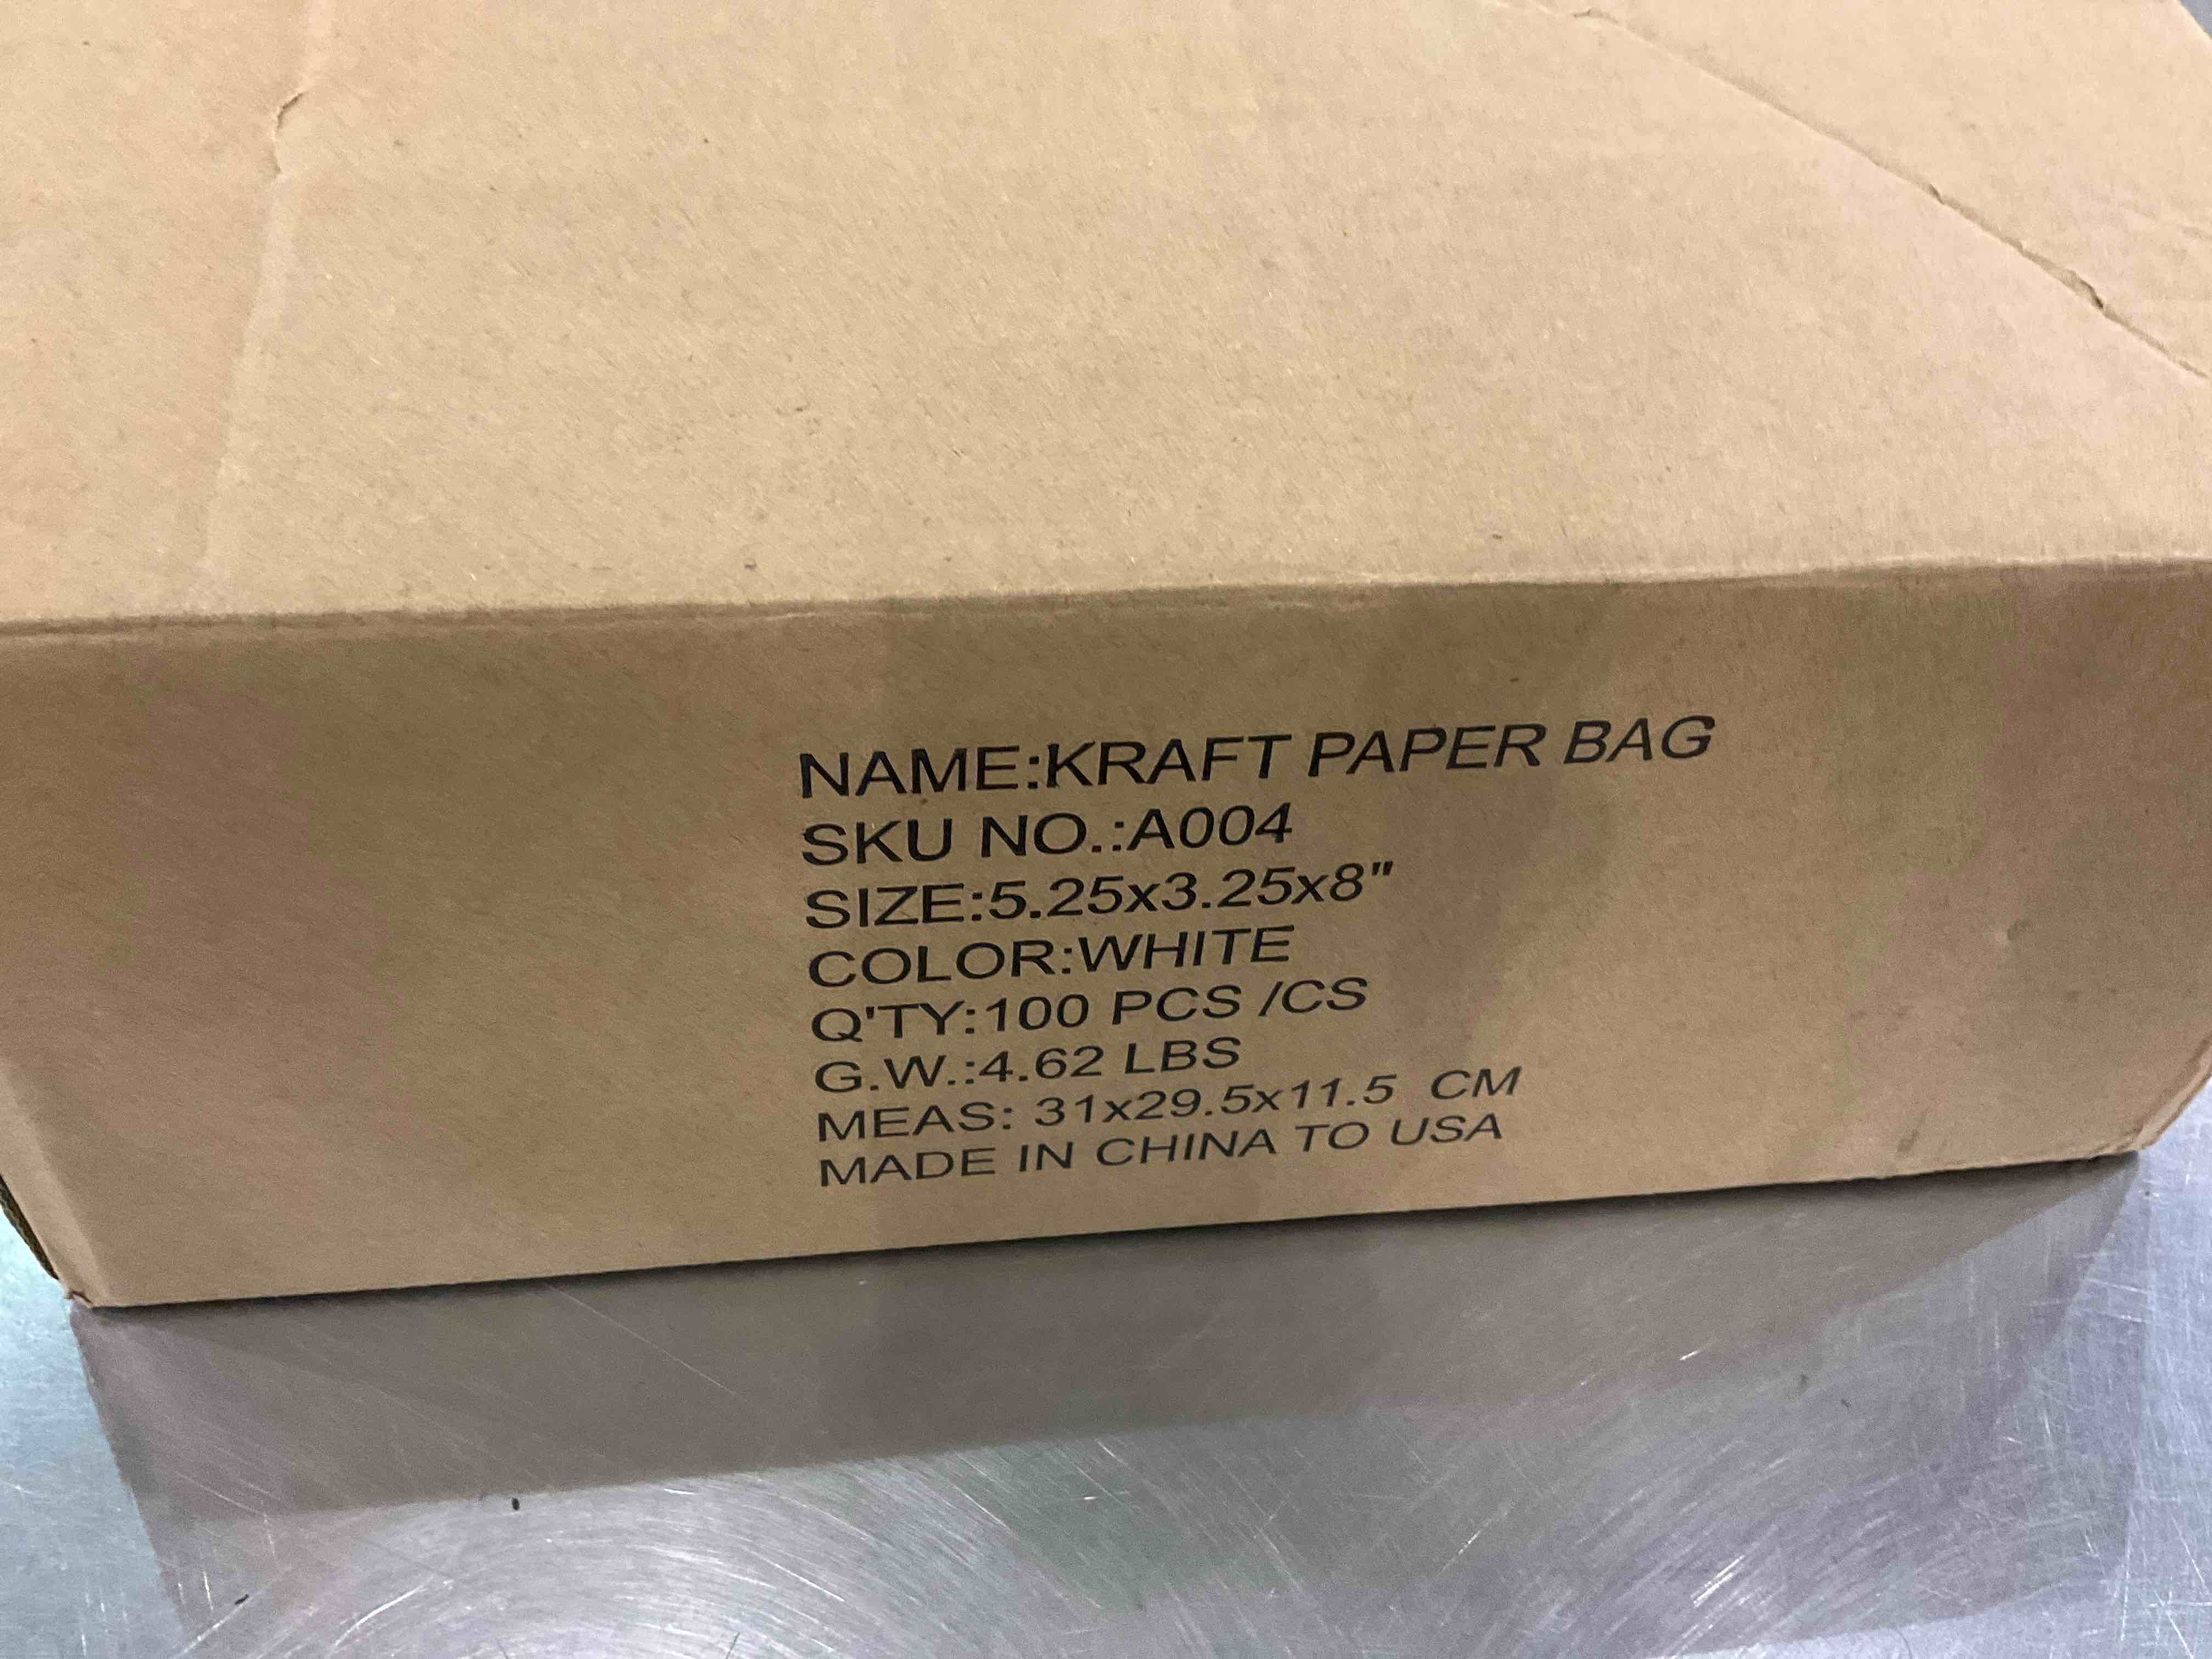 NAME:KRAFT PAPER BAG
SKU NO.:A004
SIZE:5.25x3.25x8"
COLOR:WHITE
Q'TY:100 PCS /CS
G.W.:4.62 LBS
MEAS: 31x29.5x11.5 CM
MADE IN CHINA TO USA